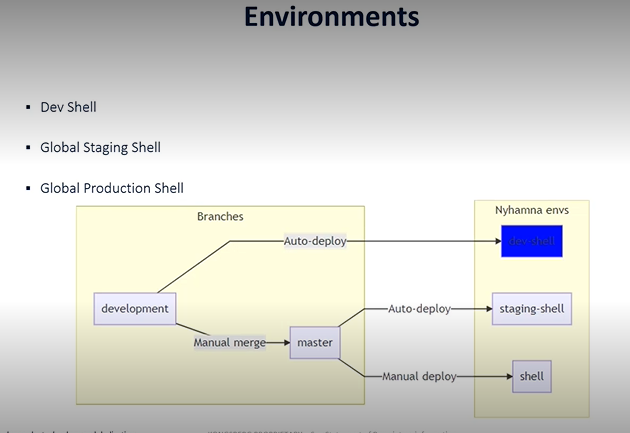 Environments
Dev Shell
Global Staging Shell
Global Production Shell
Branches
Nyhamna envs
Auto-deploy
dev-shell
development
Auto-deploy
staging-shell
Manual merge
master
Manual deploy
shell